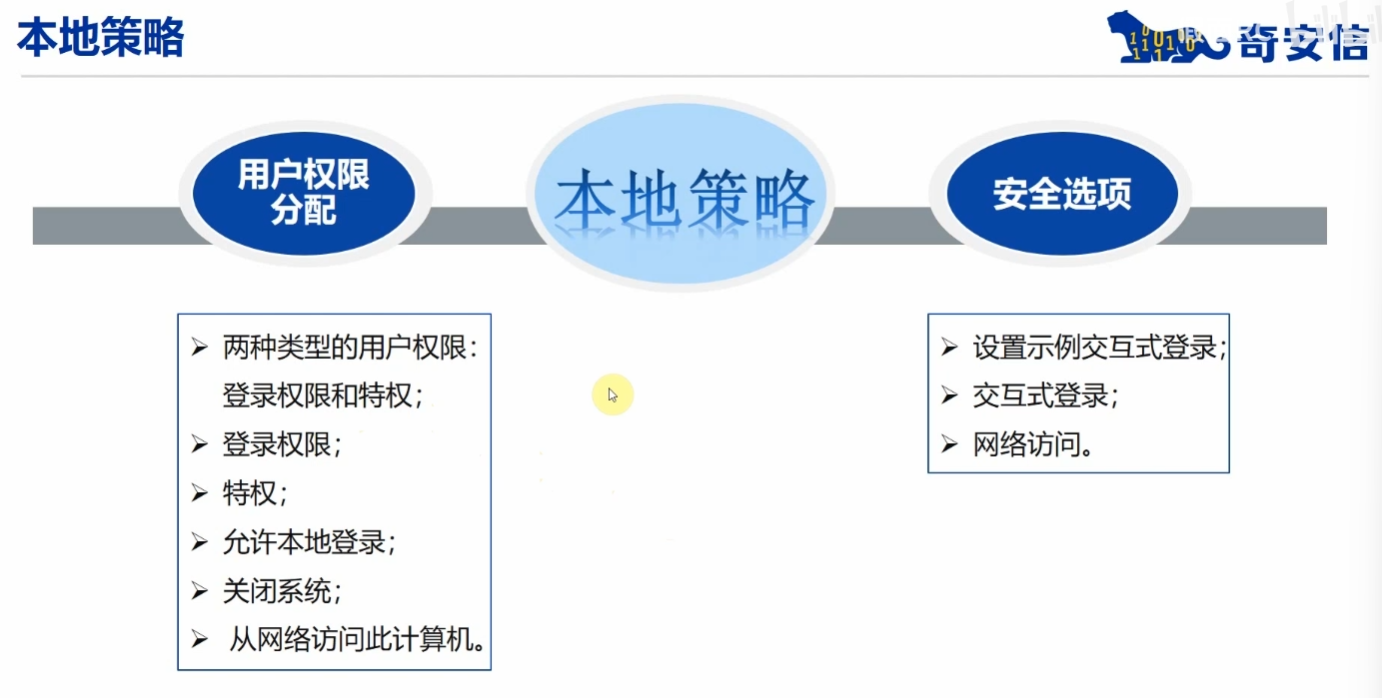 本地策略
奇安信
用户权限
分配
本地策略
安全选项
两种类型的用户权限：
登录权限和特权；
登录权限；
特权；
允许本地登录；
关闭系统；
从网络访问此计算机。
设置示例交互式登录；
交互式登录；
网络访问。